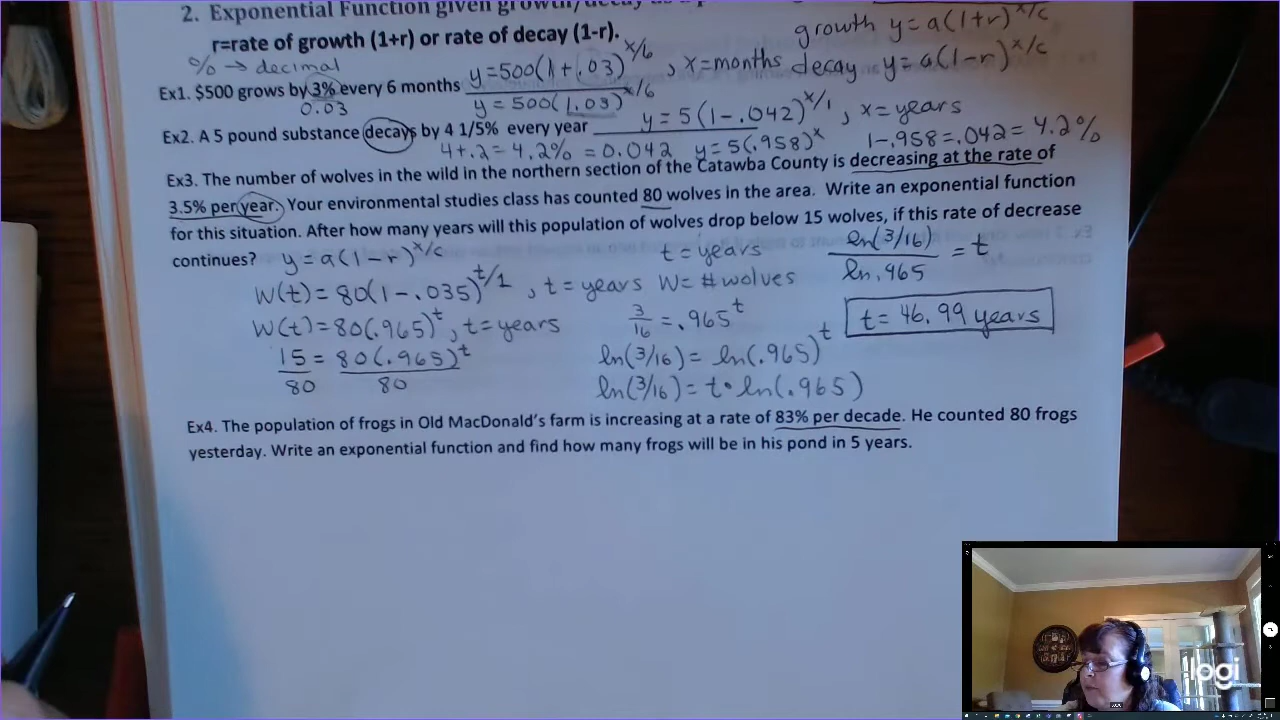 2. Exponential Function given growth/decay as a
r=rate of growth (1+r) or rate of decay (1-r).
growth y = a(1+r)^x/c
% → decimal
decay y = a(1-r)^x/c
Ex1. $500 grows by 3% every 6 months y=500(1+.03)^x/6, x=months
0.03
y = 500(1.03)^x/6
Ex2. A 5 pound substance decays by 4 1/5% every year y = 5(1-.042)^x/1, x=years
4+.2=4.2% = 0.042 y=5(.958)^x 1-.958=.042=4.2%
Ex3. The number of wolves in the wild in the northern section of the Catawba County is decreasing at the rate of
3.5% per year. Your environmental studies class has counted 80 wolves in the area. Write an exponential function
for this situation. After how many years will this population of wolves drop below 15 wolves, if this rate of decrease
continues? y=a(1-r)^x/c
W(t)=80(1-.035)^t/1, t=years
W(t)=80(.965)^t, t=years
15 = 80(.965)^t
80 80
t=years
W=#wolves
3/16 = .965^t
ln(3/16)= ln(.965)^t
ln(3/16)= t•ln(.965)
ln(3/16)/ln.965 = t
t=46.99 years
Ex4. The population of frogs in Old MacDonald's farm is increasing at a rate of 83% per decade. He counted 80 frogs
yesterday. Write an exponential function and find how many frogs will be in his pond in 5 years.
logi